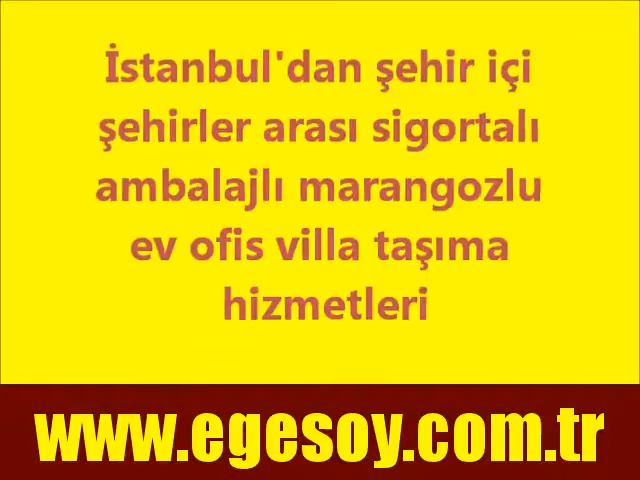 İstanbul'dan şehir içi
şehirler arası sigortalı
ambalajlı marangozlu
ev ofis villa taşıma
hizmetleri
www.egesoy.com.tr